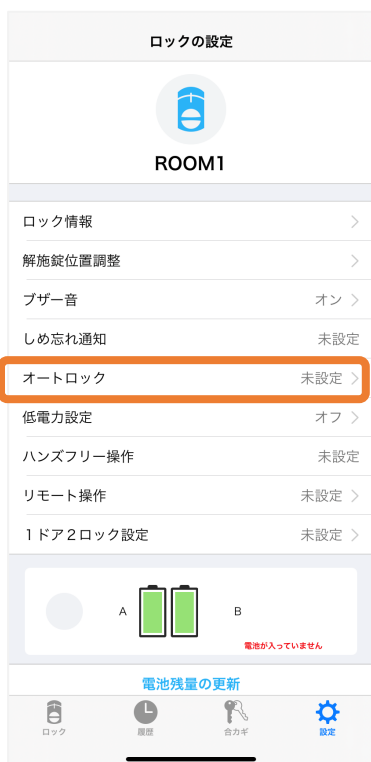 ロックの設定
ROOM1
ロック情報
解施錠位置調整
ブザー音 オン
しめ忘れ通知 未設定
オートロック 未設定
低電力設定 オフ
ハンズフリー操作 未設定
リモート操作 未設定
1ドア2ロック設定 未設定
A B
電池が入っていません
電池残量の更新
ロック 履歴 合カギ 設定